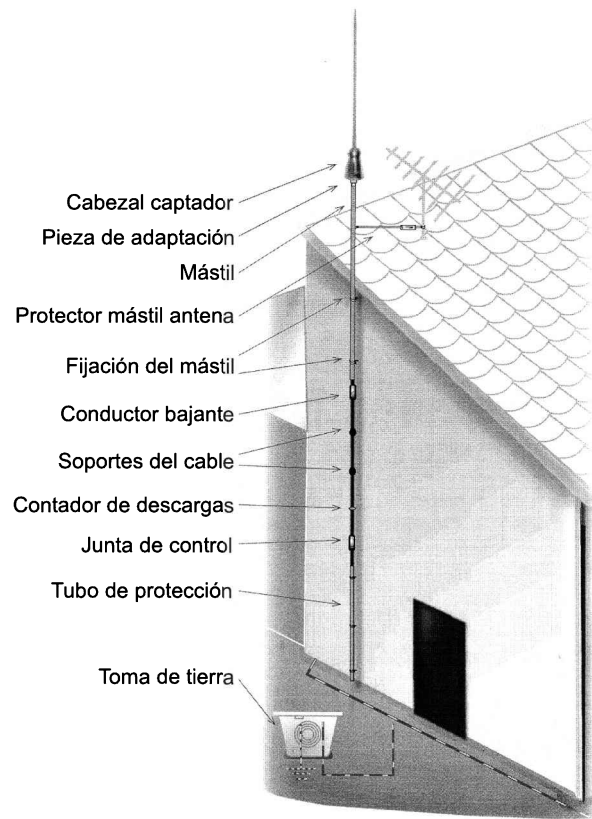 Cabezal captador
Pieza de adaptación
Mástil
Protector mástil antena
Fijación del mástil
Conductor bajante
Soportes del cable
Contador de descargas
Junta de control
Tubo de protección
Toma de tierra